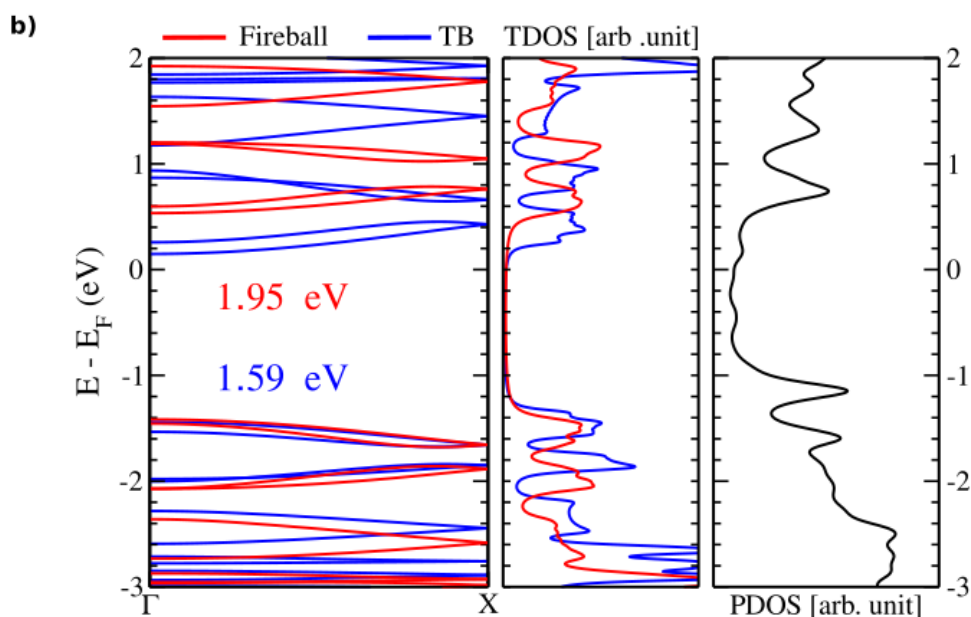 b)
Fireball TB TDOS [arb .unit]
2 2
1 1
0 0
-1 -1
-2 -2
-3 -3
E - E_F (eV)
1.95 eV
1.59 eV
Γ X PDOS [arb. unit]